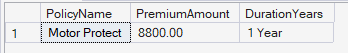 PolicyName PremiumAmount DurationYears
1 Motor Protect 8800.00 1 Year